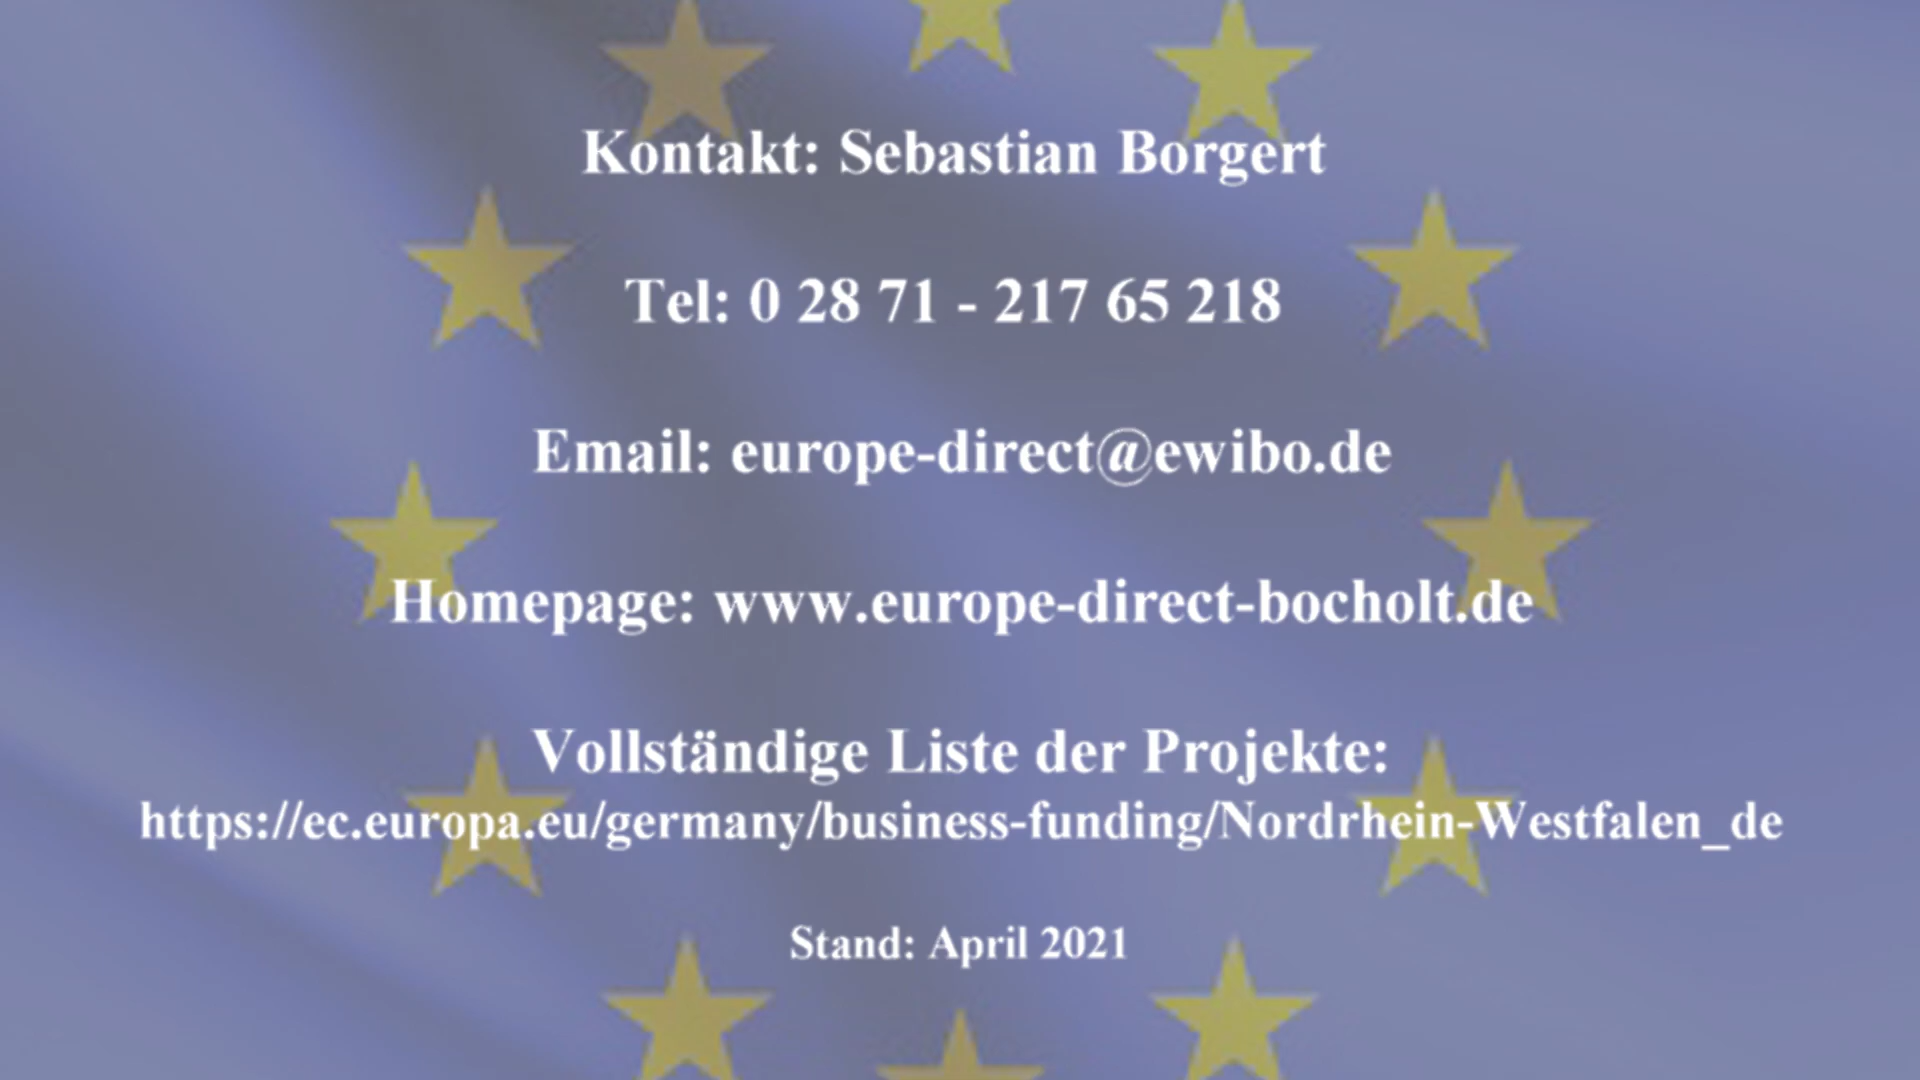 Kontakt: Sebastian Borgert
Tel: 0 28 71 - 217 65 218
Email: europe-direct@ewibo.de
Homepage: www.europe-direct-bocholt.de
Vollständige Liste der Projekte:
https://ec.europa.eu/germany/business-funding/Nordrhein-Westfalen_de
Stand: April 2021